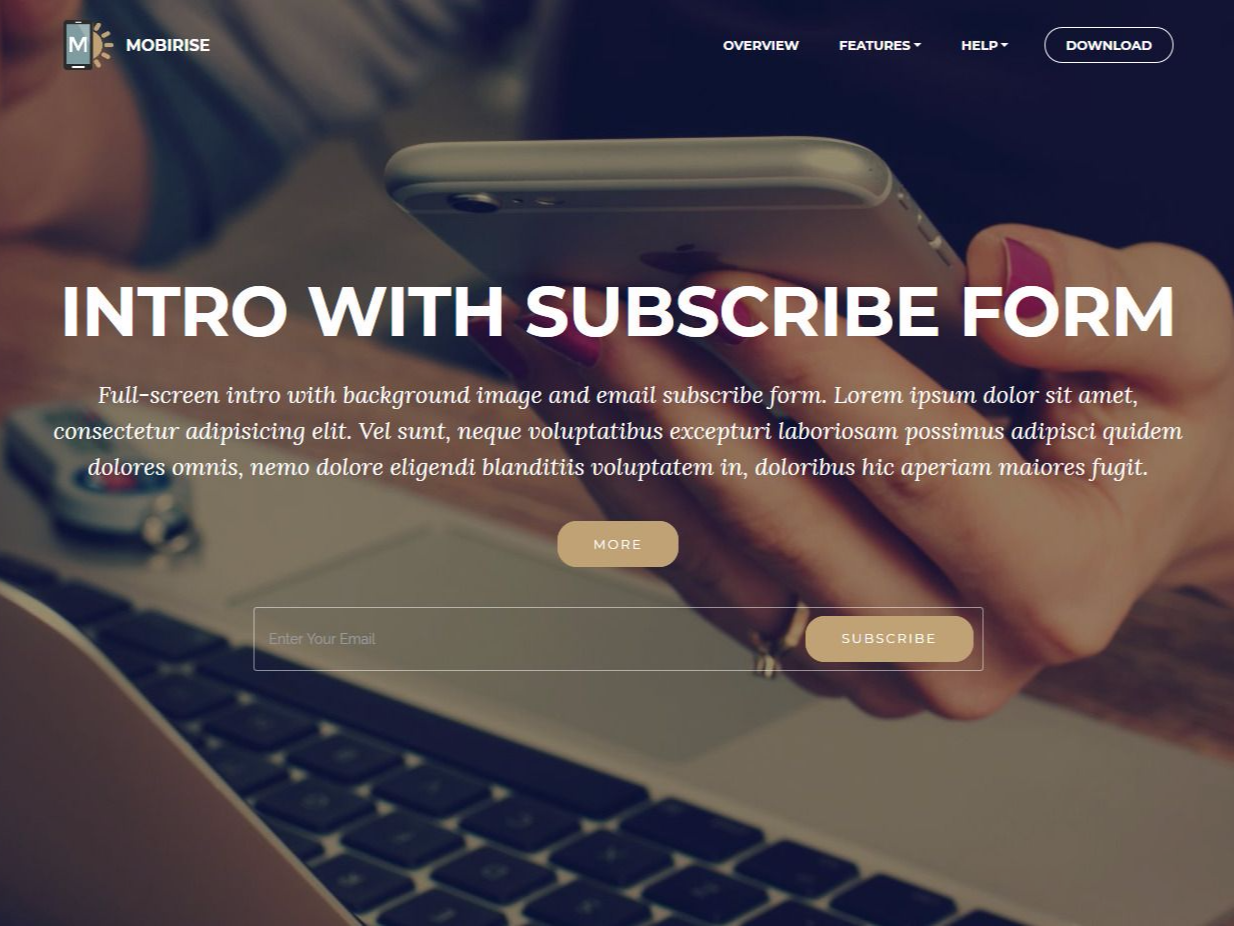 M
MOBIRISE
OVERVIEW
FEATURES
HELP
DOWNLOAD
INTRO WITH SUBSCRIBE FORM
Full-screen intro with background image and email subscribe form. Lorem ipsum dolor sit amet,
consectetur adipisicing elit. Vel sunt, neque voluptatibus excepturi laboriosam possimus adipisci quidem
dolores omnis, nemo dolore eligendi blanditiis voluptatem in, doloribus hic aperiam maiores fugit.
MORE
Enter Your Email
SUBSCRIBE